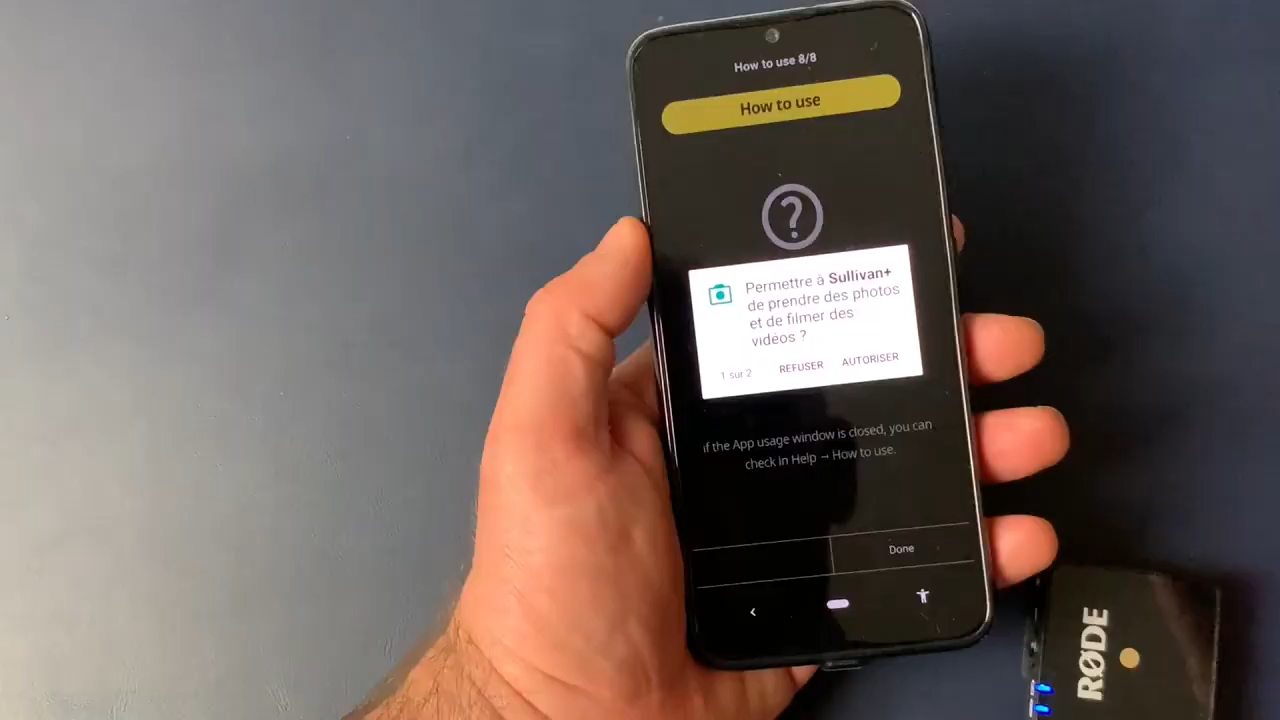 How to use 8/8
How to use
?
Permettre à Sullivan+
de prendre des photos
et de filmer des
vidéos ?
1 sur 2 REFUSER AUTORISER
if the App usage window is closed, you can
check in Help → How to use.
Done
RØDE